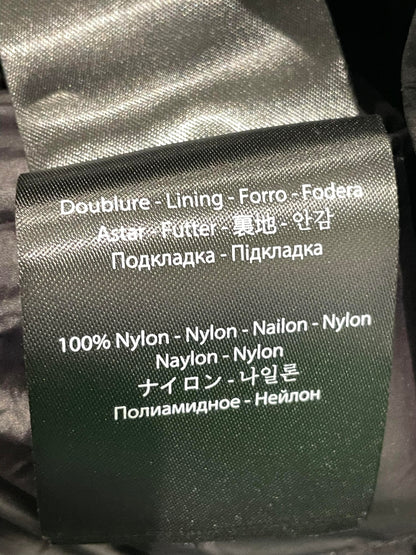 Doublure - Lining - Forro - Fodera
Astar - Futter - 裏地 - 안감
Подкладка - Підкладка
100% Nylon - Nylon - Nailon - Nylon
Naylon - Nylon
ナイロン - 나일론
Полиамидное - Нейлон